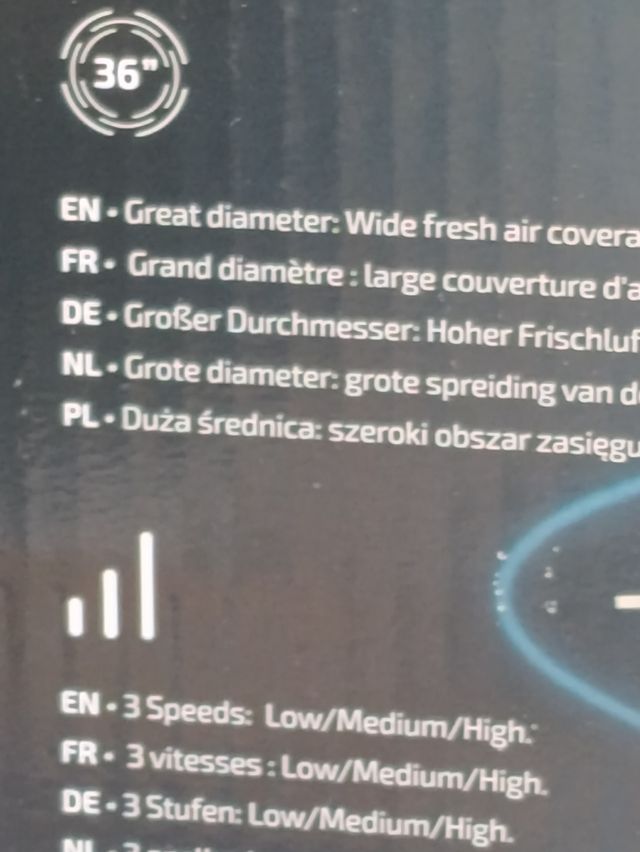 36"
EN • Great diameter: Wide fresh air covera
FR • Grand diamètre : large couverture d'a
DE • Großer Durchmesser: Hoher Frischluf
NL • Grote diameter: grote spreiding van d
PL • Duża średnica: szeroki obszar zasięgu
EN • 3 Speeds: Low/Medium/High.
FR • 3 vitesses : Low/Medium/High.
DE • 3 Stufen: Low/Medium/High.
NL • 3